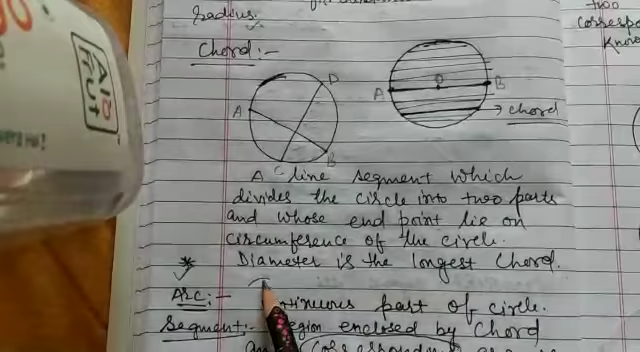 Radius.
Chord:-
A
D
C
B
A
O
B
→ chord
A line segment which
divides the circle into two parts
and whose end point lie on
circumference of the circle.
* Diameter is the longest Chord.
Arc:- part of circle.
Segment:- Region enclosed by Chord
two
Know